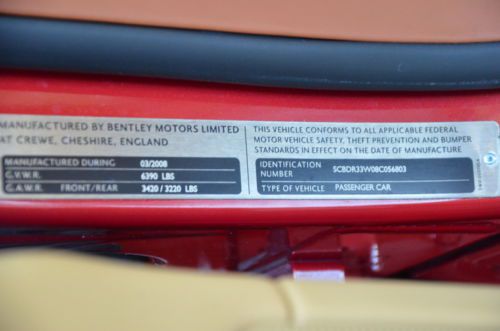 MANUFACTURED BY BENTLEY MOTORS LIMITED
AT CREWE, CHESHIRE, ENGLAND
MANUFACTURED DURING 03/2008
G.V.W.R. 6390 LBS
G.A.W.R. FRONT/REAR 3420 / 3220 LBS
THIS VEHICLE CONFORMS TO ALL APPLICABLE FEDERAL
MOTOR VEHICLE SAFETY, THEFT PREVENTION AND BUMPER
STANDARDS IN EFFECT ON THE DATE OF MANUFACTURE
IDENTIFICATION SCBDR33W08C056803
NUMBER
TYPE OF VEHICLE PASSENGER CAR